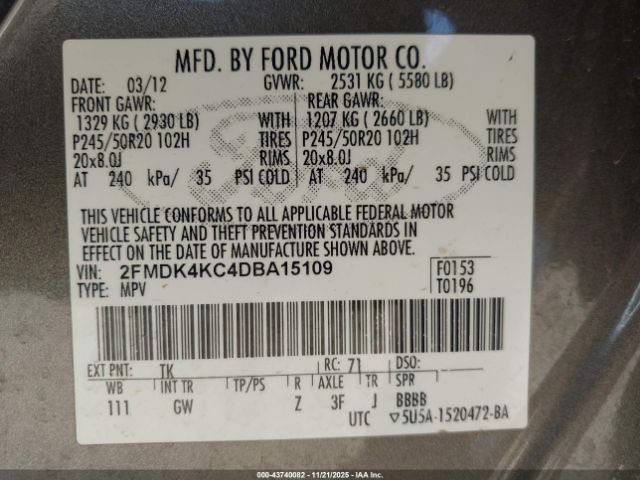 MFD. BY FORD MOTOR CO.
DATE: 03/12 GVWR: 2531 KG ( 5580 LB)
FRONT GAWR: REAR GAWR:
1329 KG ( 2930 LB) WITH 1207 KG ( 2660 LB) WITH
P245/50R20 102H TIRES P245/50R20 102H TIRES
20x8.0J RIMS 20x8.0J RIMS
AT 240 kPa/ 35 PSI COLD AT 240 kPa/ 35 PSI COLD
Ford
THIS VEHICLE CONFORMS TO ALL APPLICABLE FEDERAL MOTOR
VEHICLE SAFETY AND THEFT PREVENTION STANDARDS IN
EFFECT ON THE DATE OF MANUFACTURE SHOWN ABOVE.
VIN: 2FMDK4KC4DBA15109 F0153
TYPE: MPV T0196
EXT PNT: TK RC: 71 DSO:
WB INT TR TP/PS R AXLE TR SPR
111 GW Z 3F J BBBB
UTC ▽5U5A-1520472-BA
000-43740082 - 11/21/2025 - IAAI.CA